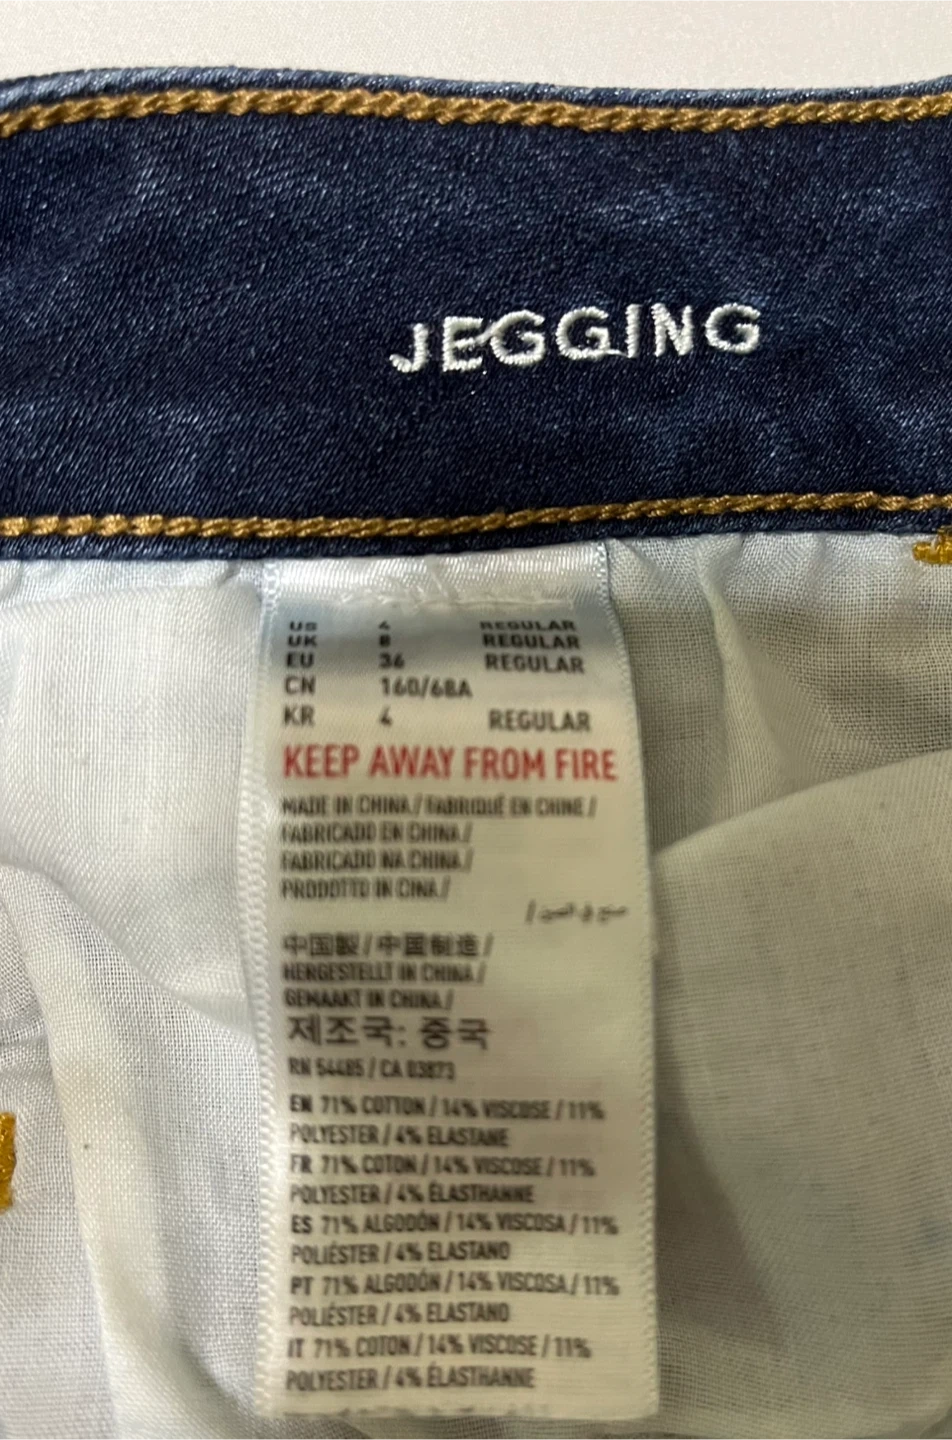 JEGGING
US 4 REGULAR
UK 8 REGULAR
EU 36 REGULAR
CN 160/68A
KR 4 REGULAR
KEEP AWAY FROM FIRE
MADE IN CHINA / FABRIQUÉ EN CHINE /
FABRICADO EN CHINA /
FABRICADO NA CHINA /
PRODOTTO IN CINA /
صنع في الصين /
中国製 / 中国制造 /
HERGESTELLT IN CHINA /
GEMAAKT IN CHINA /
제조국: 중국
RN 54485 / CA 03873
EN 71% COTTON / 14% VISCOSE / 11%
POLYESTER / 4% ELASTANE
FR 71% COTON / 14% VISCOSE / 11%
POLYESTER / 4% ÉLASTHANNE
ES 71% ALGODÓN / 14% VISCOSA / 11%
POLIÉSTER / 4% ELASTANO
PT 71% ALGODÓN / 14% VISCOSA / 11%
POLIÉSTER / 4% ELASTANO
IT 71% COTON / 14% VISCOSE / 11%
POLYESTER / 4% ÉLASTHANNE